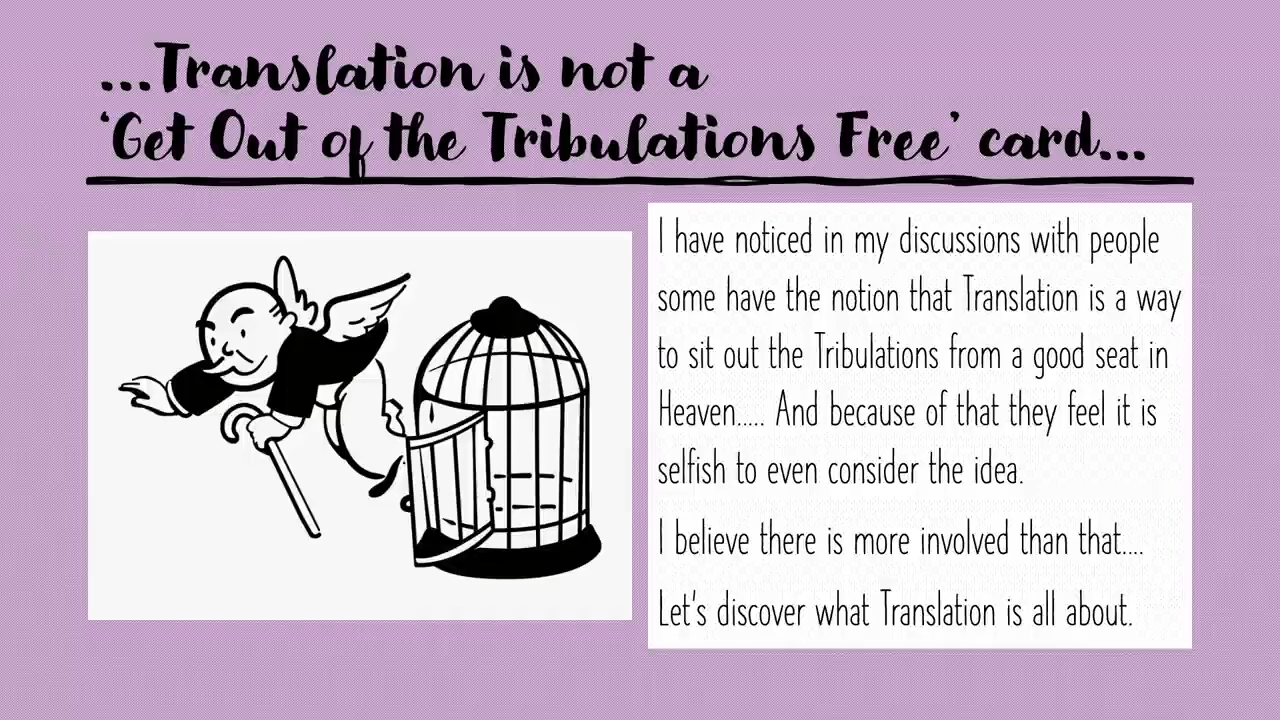 ...Translation is not a
‘Get Out of the Tribulations Free’ card...
I have noticed in my discussions with people
some have the notion that Translation is a way
to sit out the Tribulations from a good seat in
Heaven..... And because of that they feel it is
selfish to even consider the idea.
I believe there is more involved than that....
Let's discover what Translation is all about.